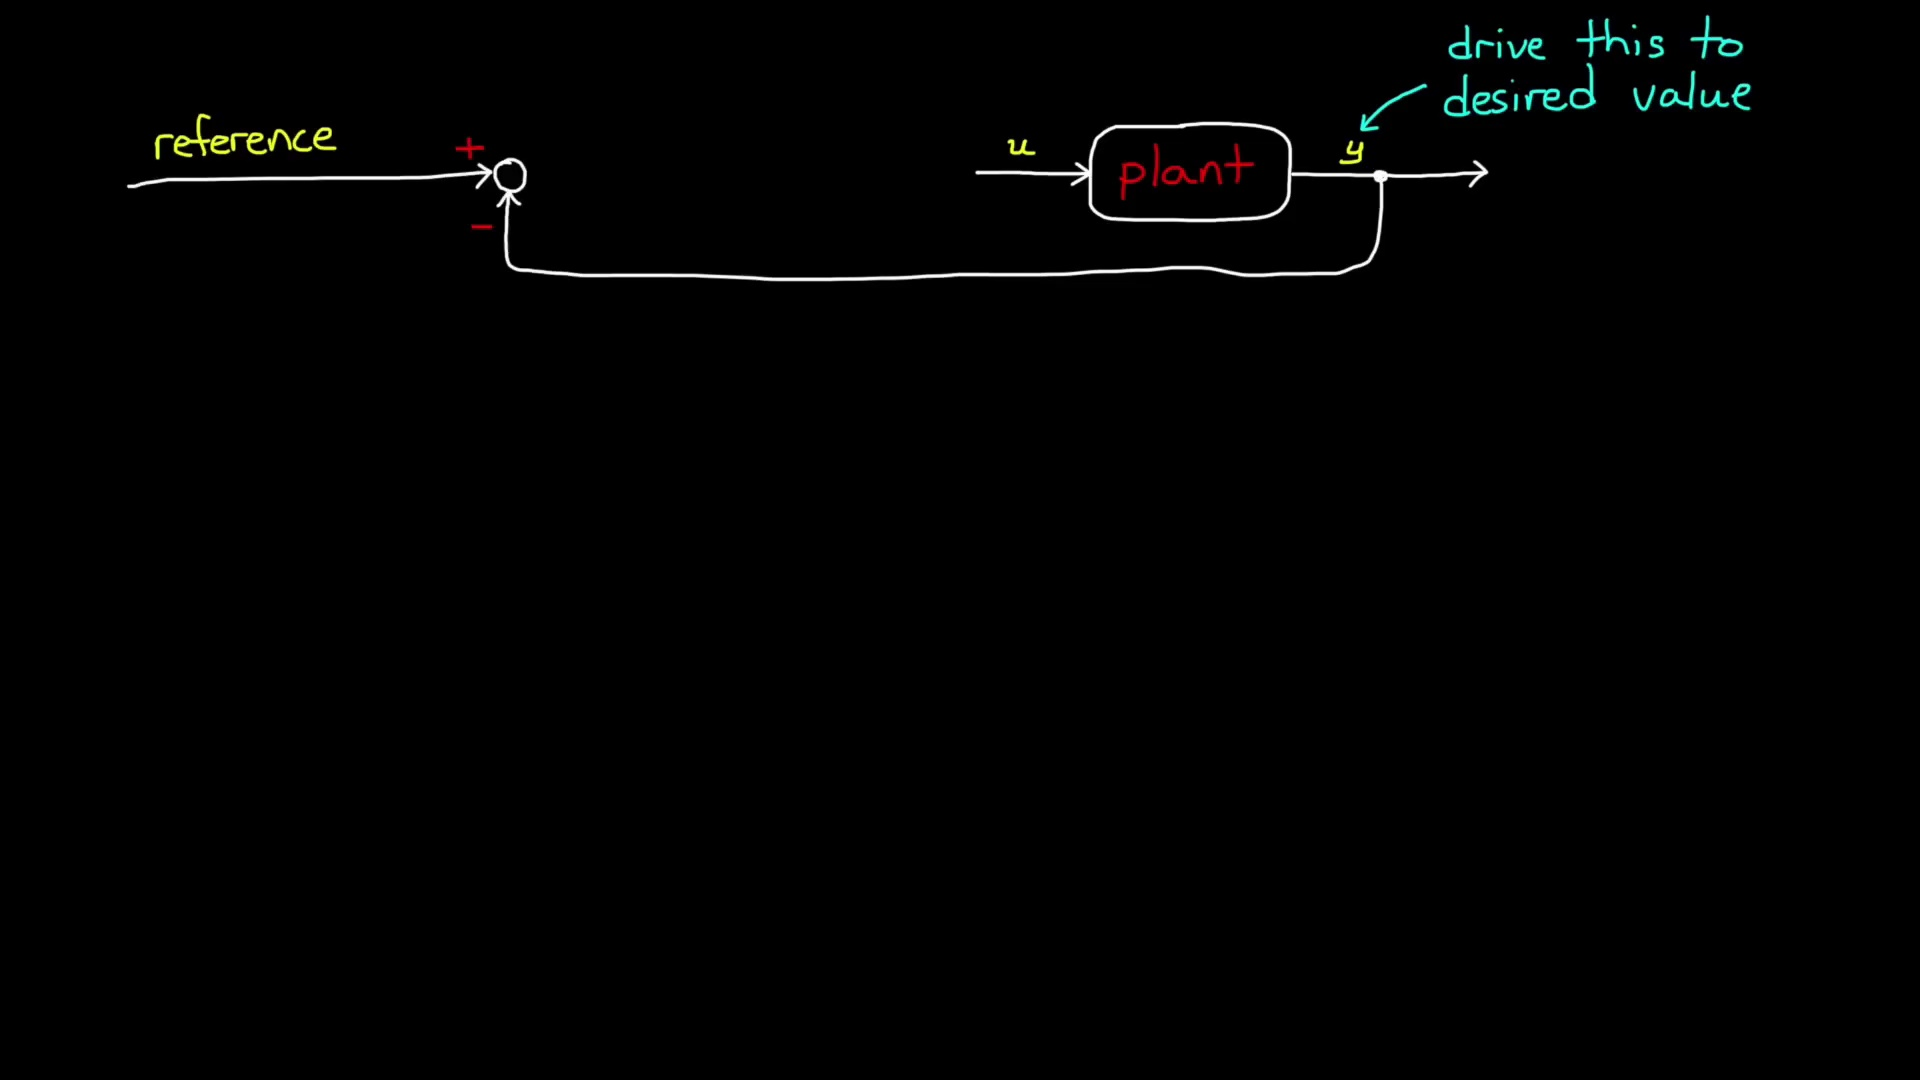 drive this to
desired value
reference
+
u
plant
y
-